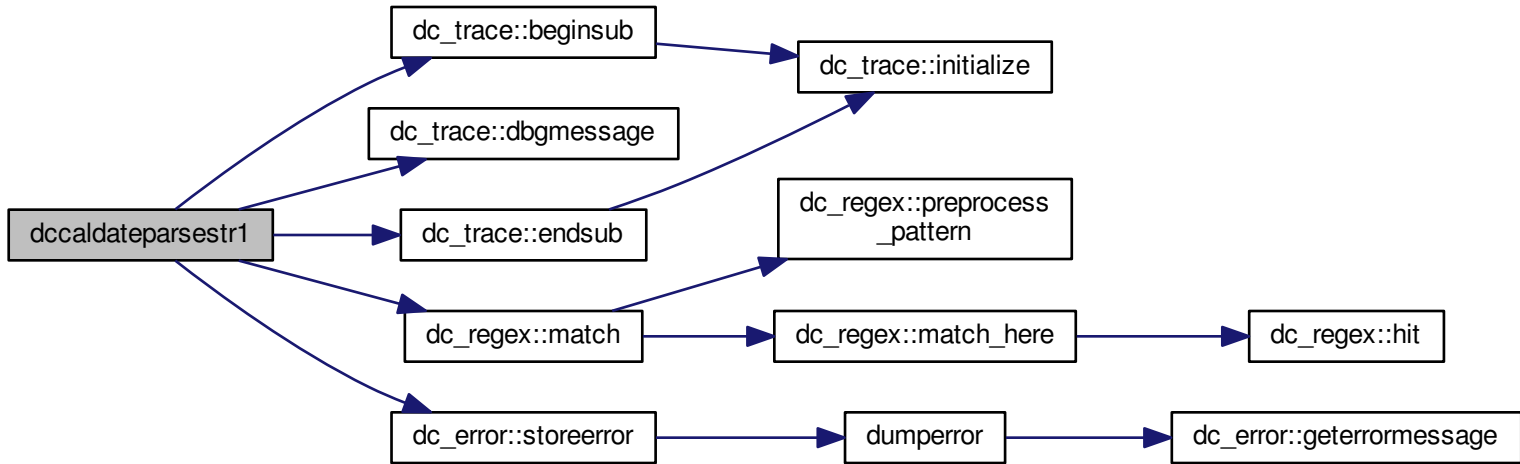 dc_trace::beginsub
dc_trace::initialize
dc_trace::dbgmessage
dc_regex::preprocess
_pattern
dccaldateparsestr1
dc_trace::endsub
dc_regex::match
dc_regex::match_here
dc_regex::hit
dc_error::storeerror
dumperror
dc_error::geterrormessage